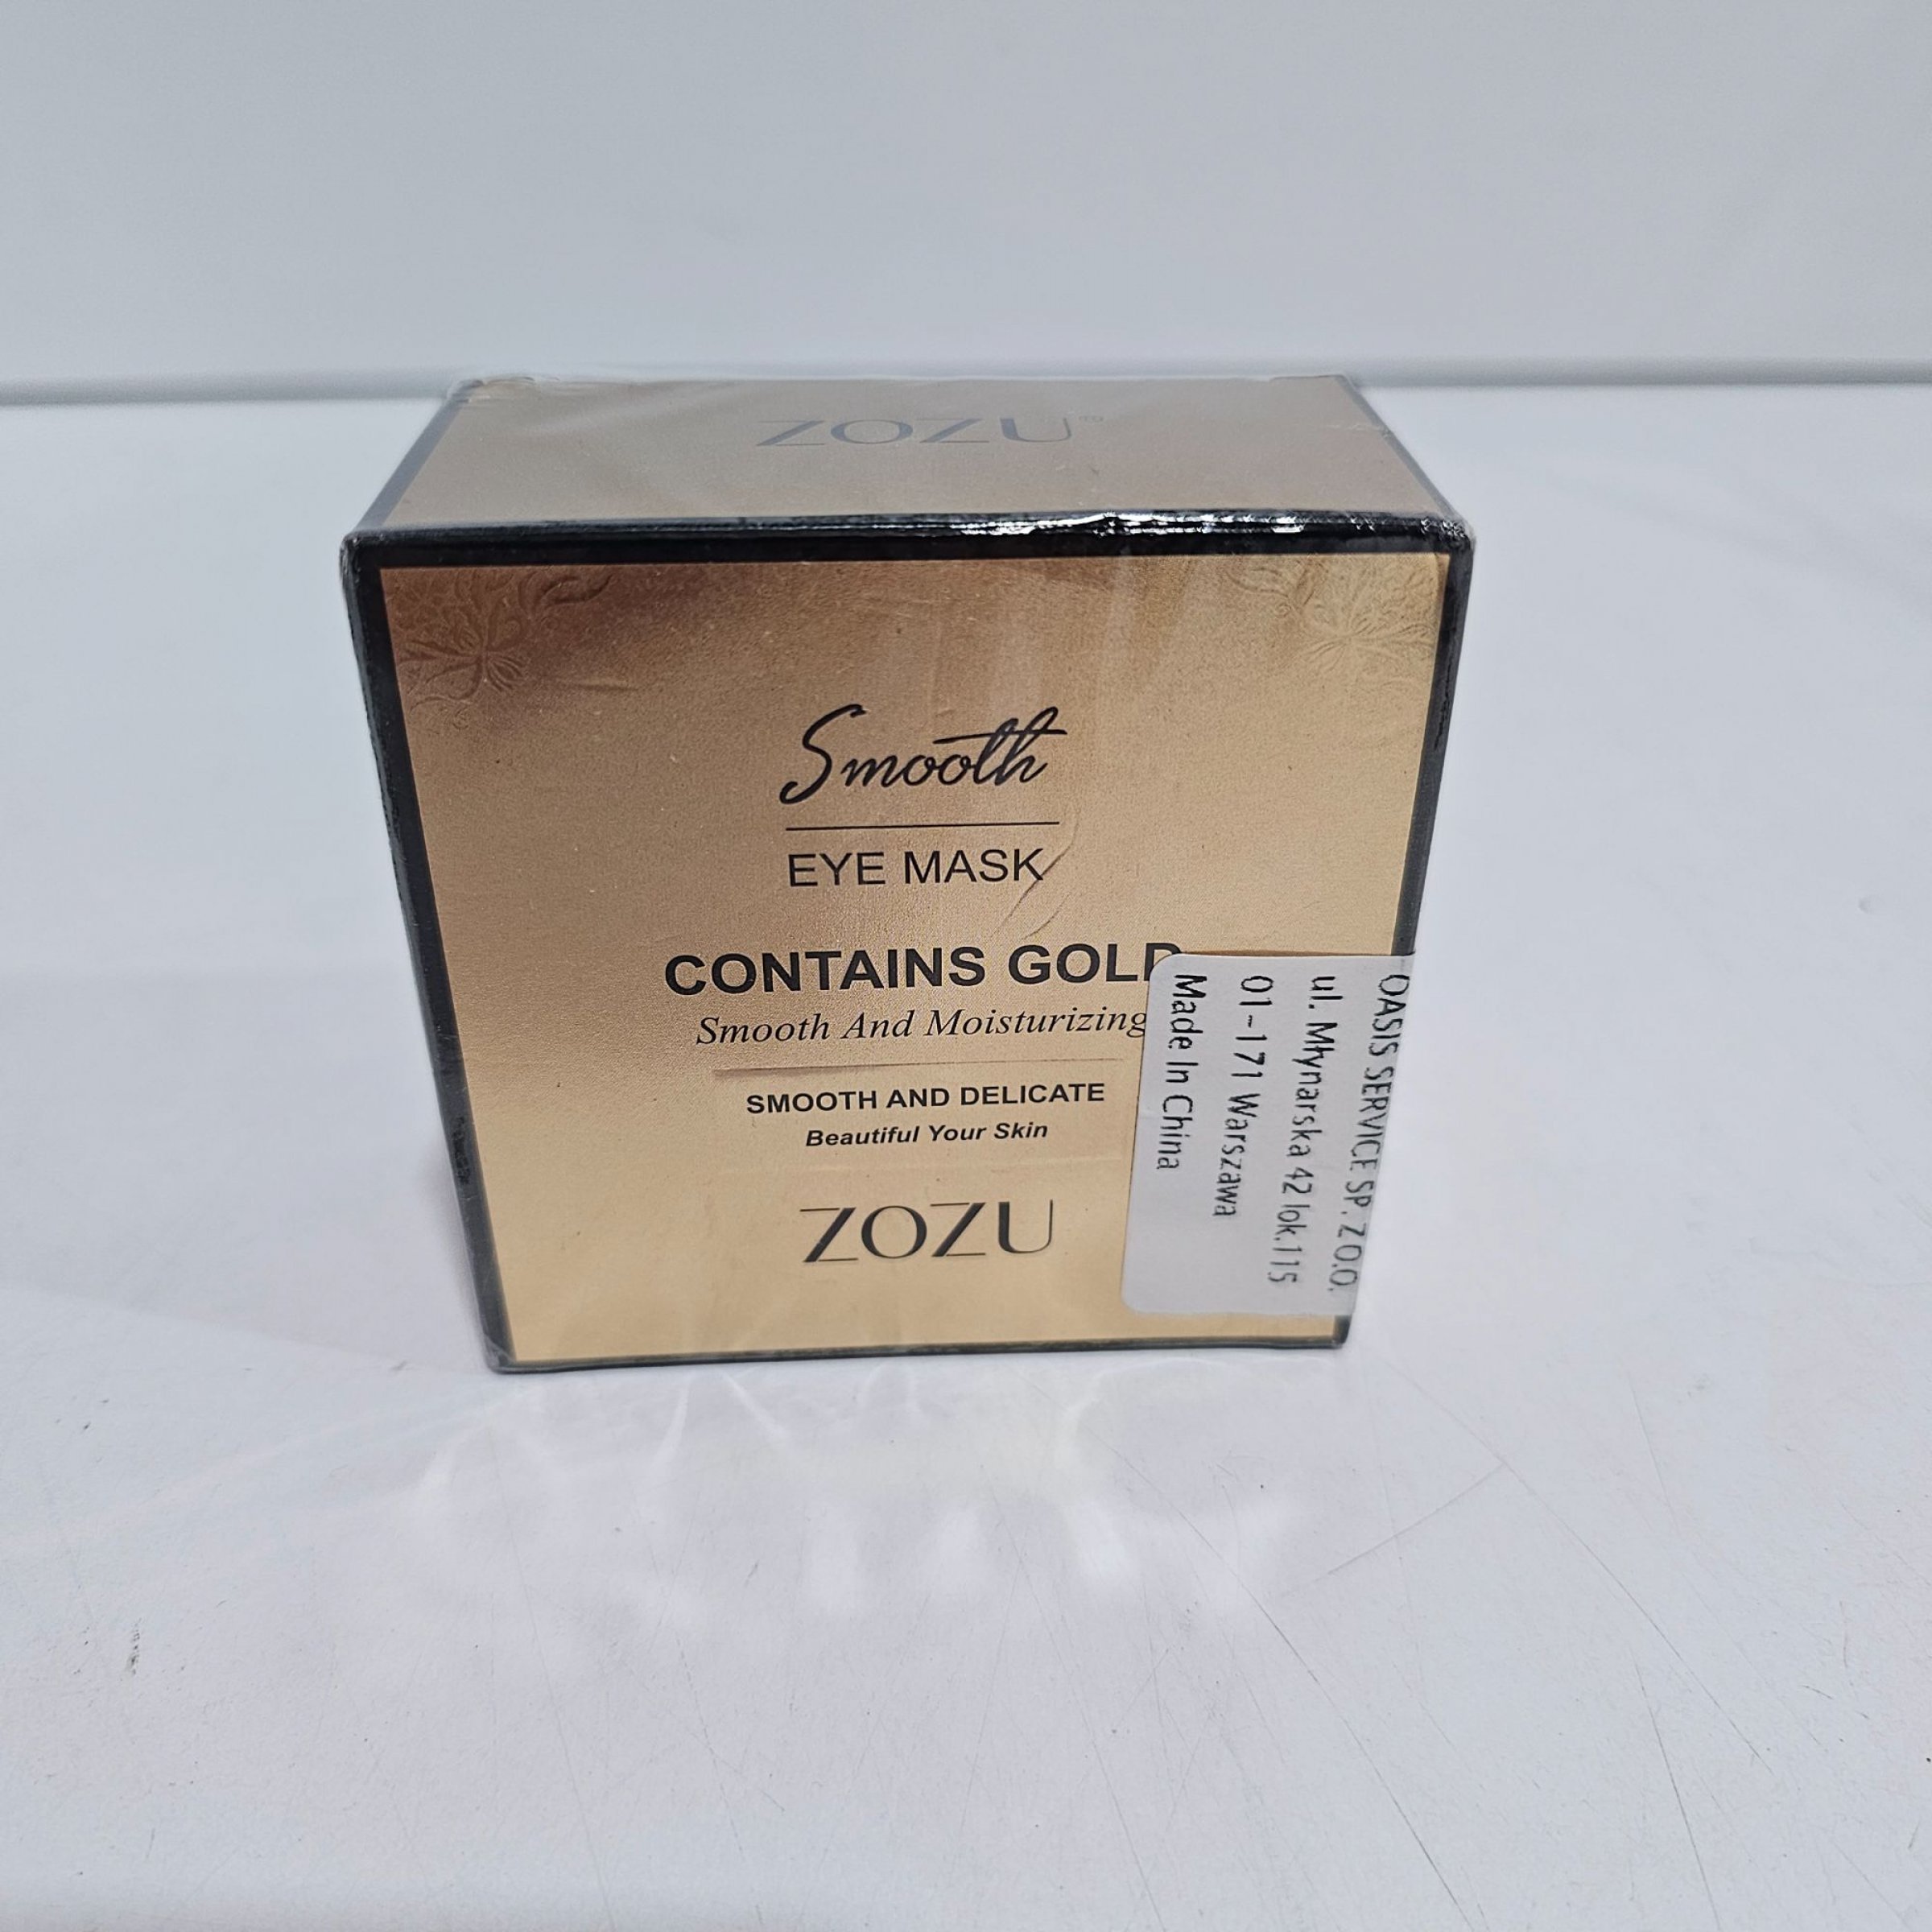 ZOZU®
Smooth
EYE MASK
CONTAINS GOLD
Smooth And Moisturizing
SMOOTH AND DELICATE
Beautiful Your Skin
ZOZU
OASIS SERVICE SP. Z O.O.
ul. Młynarska 42 lok.115
01-171 Warszawa
Made In China